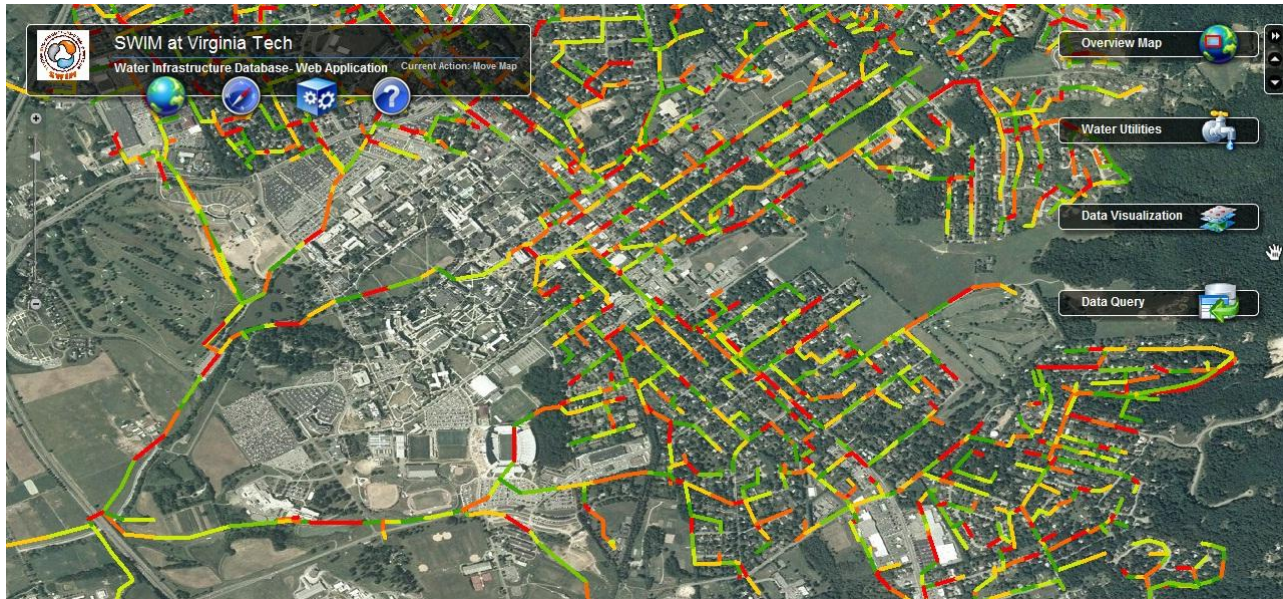 SWIM at Virginia Tech
Water Infrastructure Database- Web Application
Current Action: Move Map
SWIM
?
Overview Map
Water Utilities
Data Visualization
Data Query